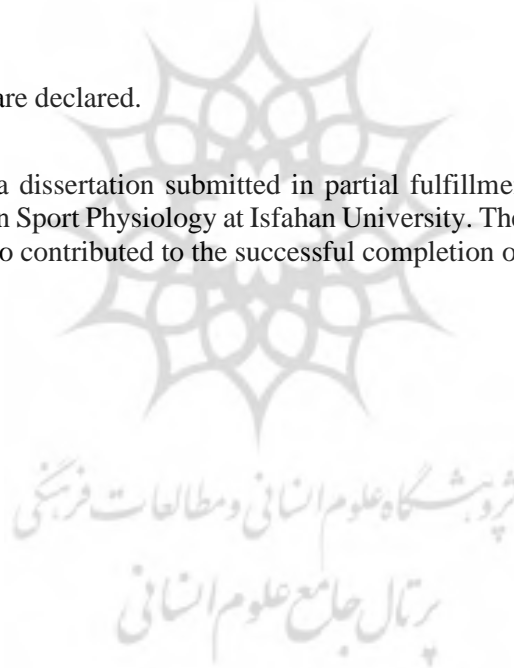 are declared.
a dissertation submitted in partial fulfillme
n Sport Physiology at Isfahan University. The
o contributed to the successful completion o
پژوهشگاه علوم انسانی و مطالعات فرهنگی
پرتال جامع علوم انسانی